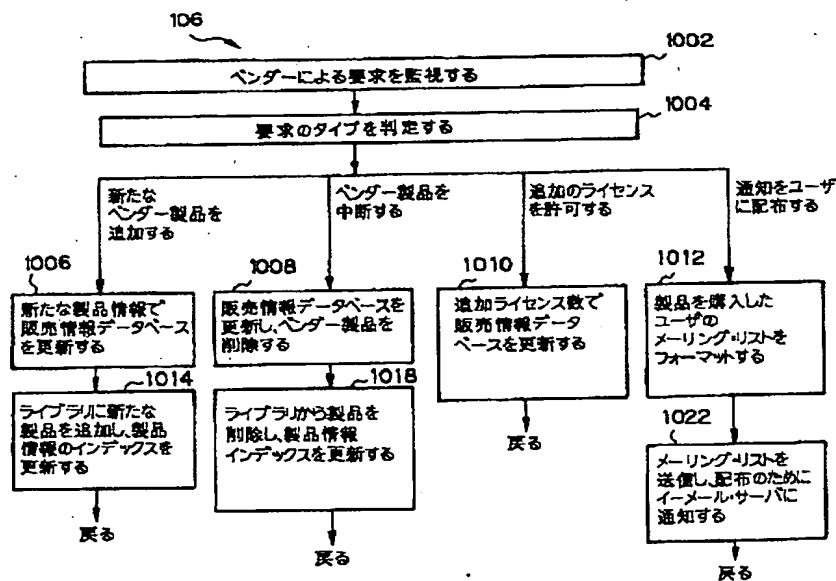 106
1002
ベンダーによる要求を監視する
1004
要求のタイプを判定する
新たな
ベンダー製品を
追加する
ベンダー製品を
中断する
追加のライセンス
を許可する
通知をユーザ
に配布する
1006
新たな製品情報で
販売情報データベース
を更新する
1008
販売情報データベースを
更新し、ベンダー製品を
削除する
1010
追加ライセンス数で
販売情報データ
ベースを更新する
1012
製品を購入した
ユーザの
メーリング・リストを
フォーマットする
1014
ライブラリに新たな
製品を追加し、製品
情報のインデックスを
更新する
1018
ライブラリから製品を
削除し、製品情報
インデックスを更新する
戻る
1022
メーリング・リストを
送信し、配布のために
イーメール・サーバに
通知する
戻る
戻る
戻る